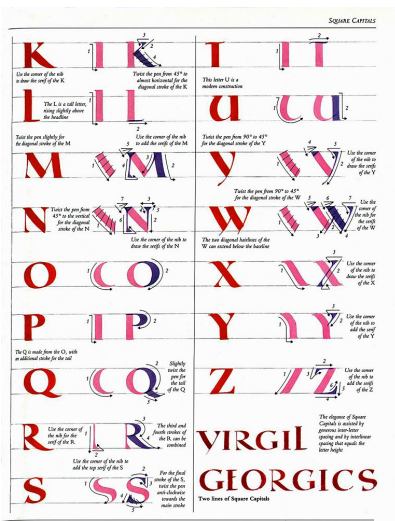 SQUARE CAPITALS
K
Use the corner of the nib
to draw the serif of the K
Twist the pen from 45° to
almost horizontal for the
diagonal stroke of the K
L
The L is a tall letter,
rising slightly above
the headline
Twist the pen slightly for
the diagonal stroke of the M
Use the corner of the nib
to add the serifs of the M
M
N
Twist the pen from
45° to the vertical
for the diagonal
stroke of the N
Use the corner of the nib to
draw the serifs of the N
O
P
The Q is made from the O, with
an additional stroke for the tail
Q
Slightly
twist the
pen for
the tail
of the Q
R
Use the corner of
the nib for the
serif of the R
The third and
fourth strokes of
the R, can be
combined
Use the corner of the nib to
add the top serif of the S
S
For the final
stroke of the S,
twist the pen
anti-clockwise
towards the
main stroke
T
This letter U is a
modern construction
U
Twist the pen from 90° to 45°
for the diagonal of the Y
Y
Use the
corner of the
nib to
draw the serifs
of the Y
Twist the pen from 90° to 45°
for the diagonal stroke of the W
W
Use the
corner of
the nib for
the serifs
of the W
The two diagonal hairlines of the
W can extend below the baseline
X
Use the corner
of the nib to
draw the serifs
of the X
Y
Use the corner
of the nib to
add the serif
of the Y
Z
Use the corner
of the nib to
add the serifs
of the Z
The elegance of Square
Capitals is assisted by
generous inter-letter
spacing and by interlinear
spacing that equals the
letter height
VIRGIL
GEORGICS
Two lines of Square Capitals